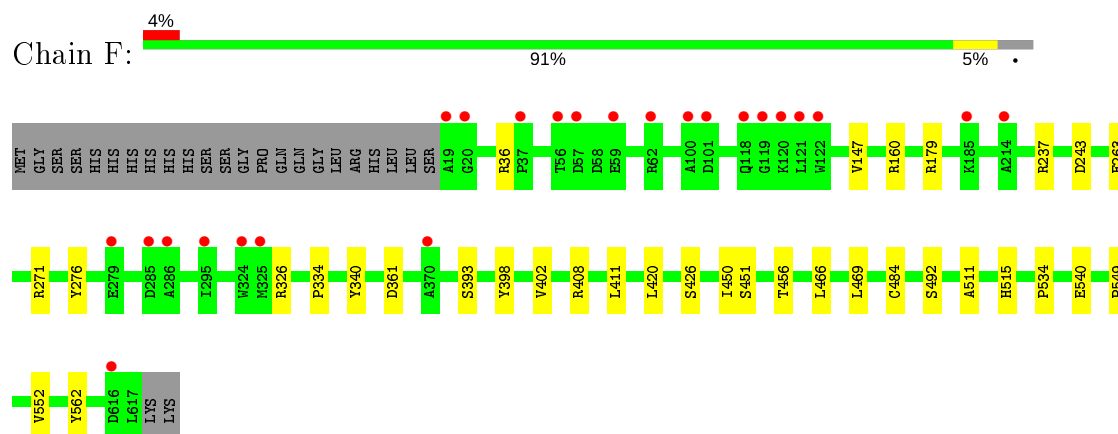 4%
Chain F:
91% 5% •
MET GLY SER SER HIS HIS HIS HIS HIS HIS SER SER GLY PRO GLN GLN GLY LEU ARG HIS LEU LEU SER A19 G20 R36 P37 T56 D57 D58 E59 R62 A100 D101 Q118 G119 K120 L121 W122 V147 R160 R179 K185 A214 R237 D243
R271 Y276 E279 D285 A286 I295 W324 M325 R326 P334 Y340 D361 A370 S393 Y398 V402 R408 L411 L420 S426 I450 S451 T456 L466 L469 C484 S492 A511 H515 P534 E540
V552 Y562 D616 L617 LYS LYS